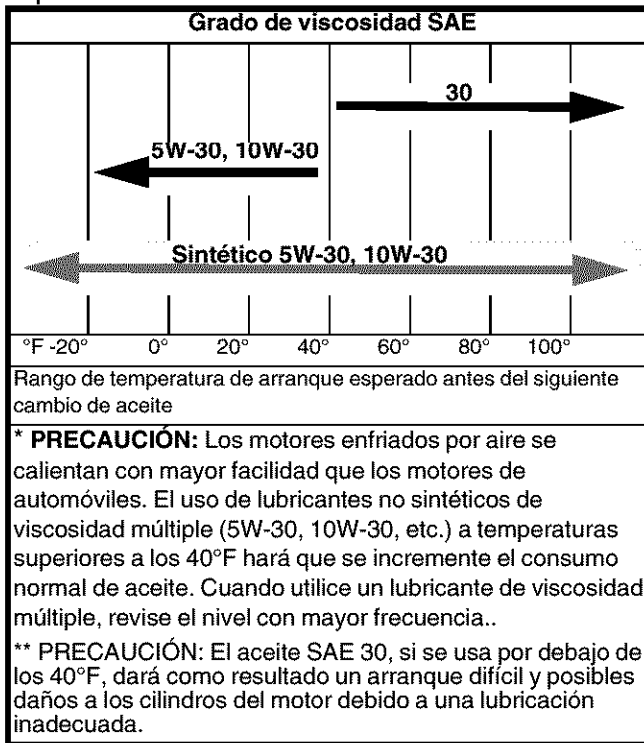 Grado de viscosidad SAE
30
5W-30, 10W-30
Sintético 5W-30, 10W-30
°F -20° 0° 20° 40° 60° 80° 100°
Rango de temperatura de arranque esperado antes del siguiente
cambio de aceite
* PRECAUCIÓN: Los motores enfriados por aire se
calientan con mayor facilidad que los motores de
automóviles. El uso de lubricantes no sintéticos de
viscosidad múltiple (5W-30, 10W-30, etc.) a temperaturas
superiores a los 40°F hará que se incremente el consumo
normal de aceite. Cuando utilice un lubricante de viscosidad
múltiple, revise el nivel con mayor frecuencia..
** PRECAUCIÓN: El aceite SAE 30, si se usa por debajo de
los 40°F, dará como resultado un arranque difícil y posibles
daños a los cilindros del motor debido a una lubricación
inadecuada.